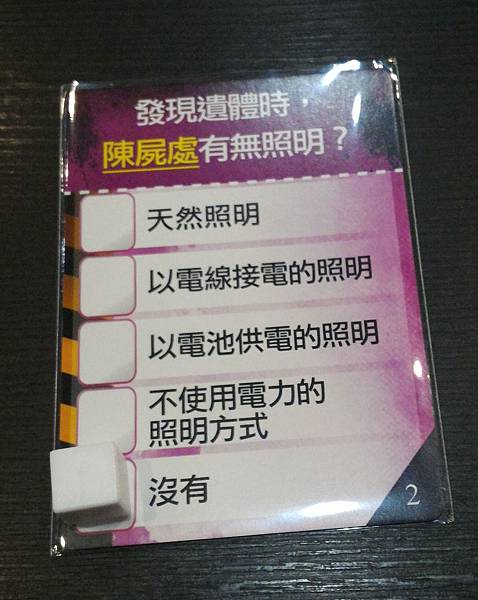 發現遺體時，
陳屍處有無照明？
天然照明
以電線接電的照明
以電池供電的照明
不使用電力的
照明方式
沒有
2